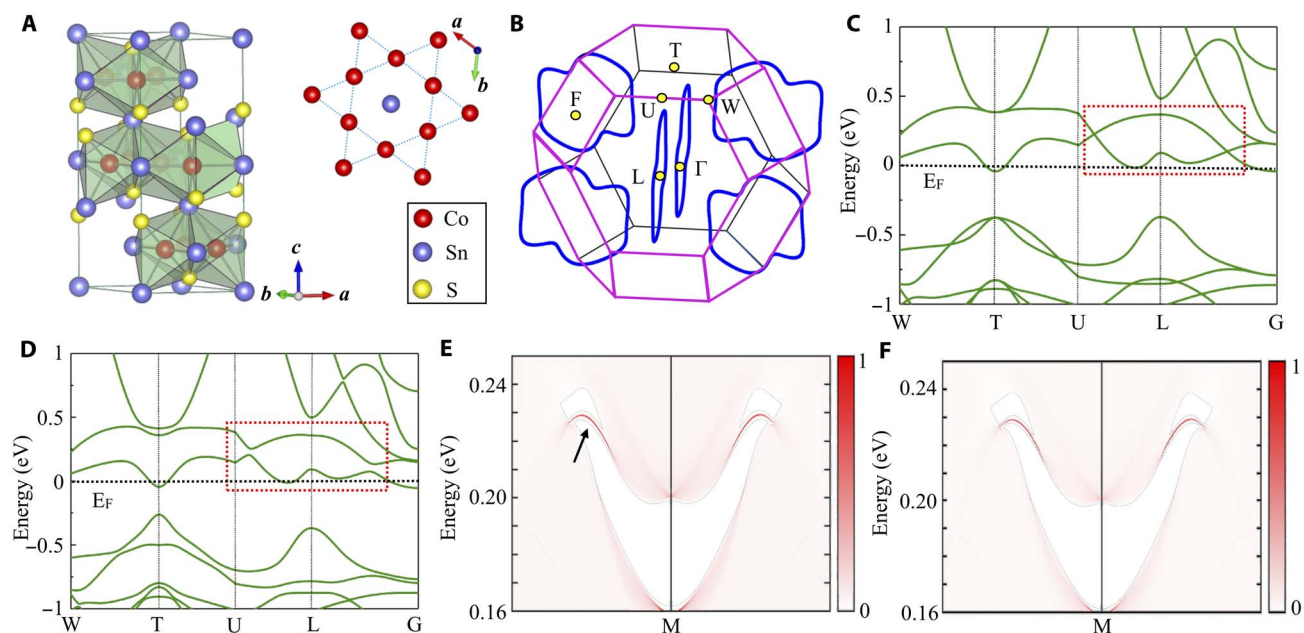 A
a
b
Co
Sn
S
c
b
a
B
T
F
U
W
L
Γ
C
1
0.5
0
−0.5
−1
Energy (eV)
E_F
W
T
U
L
G
D
1
0.5
0
−0.5
−1
Energy (eV)
E_F
W
T
U
L
G
E
0.24
0.20
0.16
Energy (eV)
M
1
0
F
0.24
0.20
0.16
Energy (eV)
M
1
0